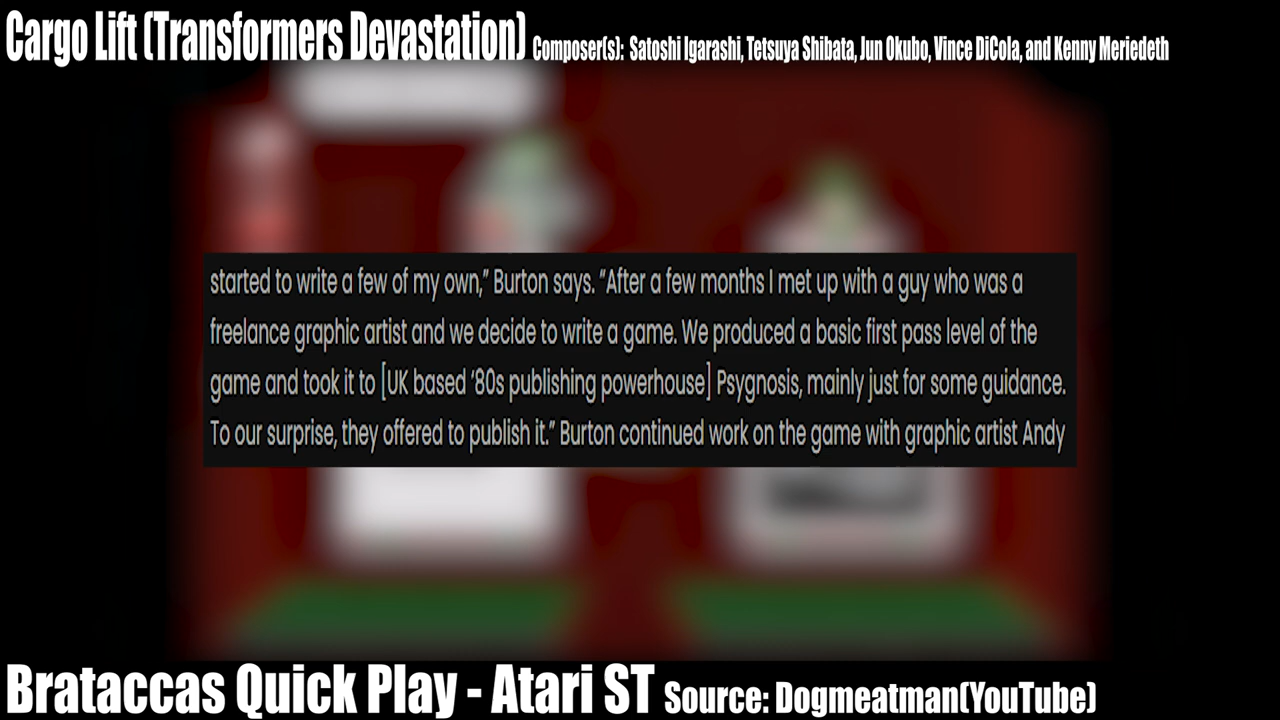 Cargo Lift (Transformers Devastation) Composer(s): Satoshi Igarashi, Tetsuya Shibata, Jun Okubo, Vince DiCola, and Kenny Meriedeth
started to write a few of my own,” Burton says. “After a few months I met up with a guy who was a
freelance graphic artist and we decide to write a game. We produced a basic first pass level of the
game and took it to [UK based ‘80s publishing powerhouse] Psygnosis, mainly just for some guidance.
To our surprise, they offered to publish it.” Burton continued work on the game with graphic artist Andy
Brataccas Quick Play - Atari ST Source: Dogmeatman(YouTube)